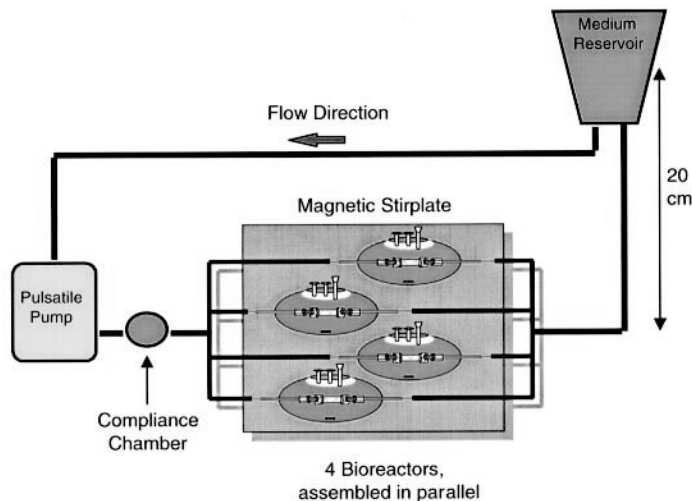 Medium
Reservoir
Flow Direction
20
cm
Magnetic Stirplate
Pulsatile
Pump
Compliance
Chamber
4 Bioreactors,
assembled in parallel